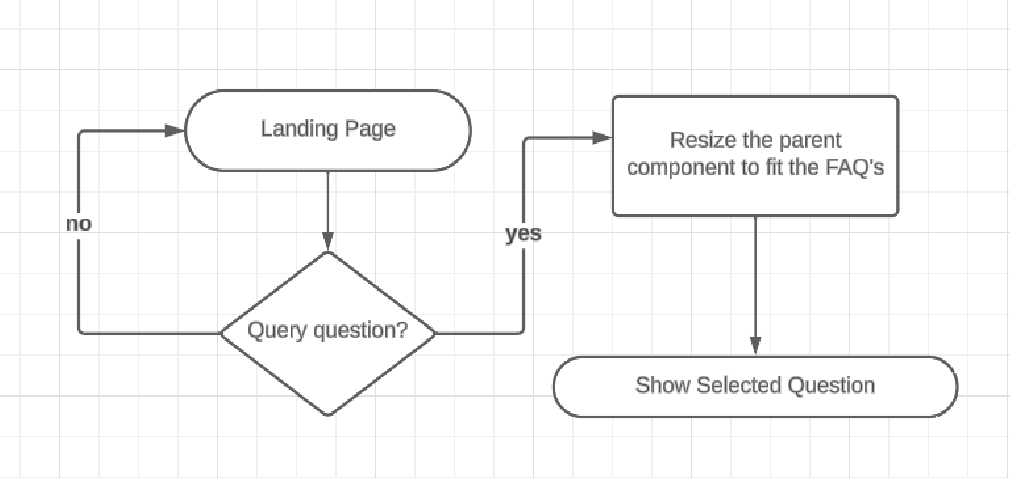 Landing Page
no
Query question?
yes
Resize the parent
component to fit the FAQ's
Show Selected Question